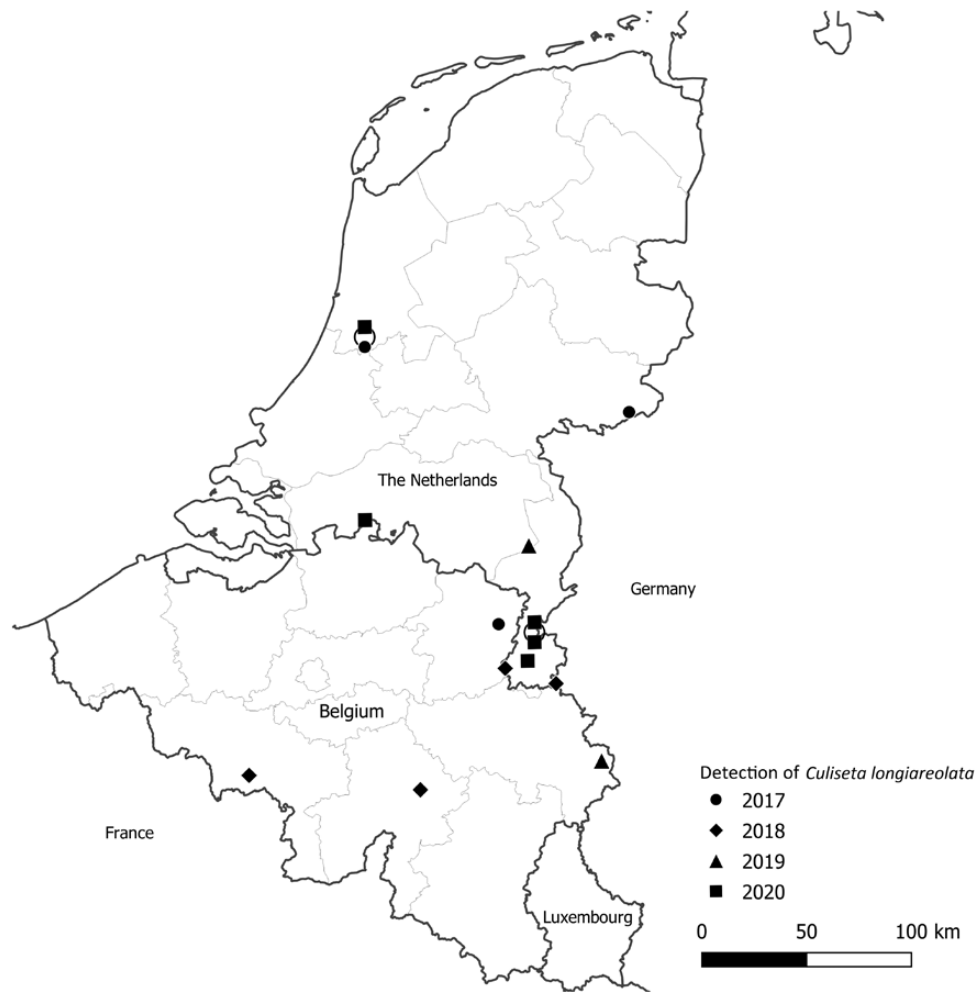 The Netherlands
Germany
Belgium
France
Luxembourg
Detection of Culiseta longiareolata
2017
2018
2019
2020
0 50 100 km